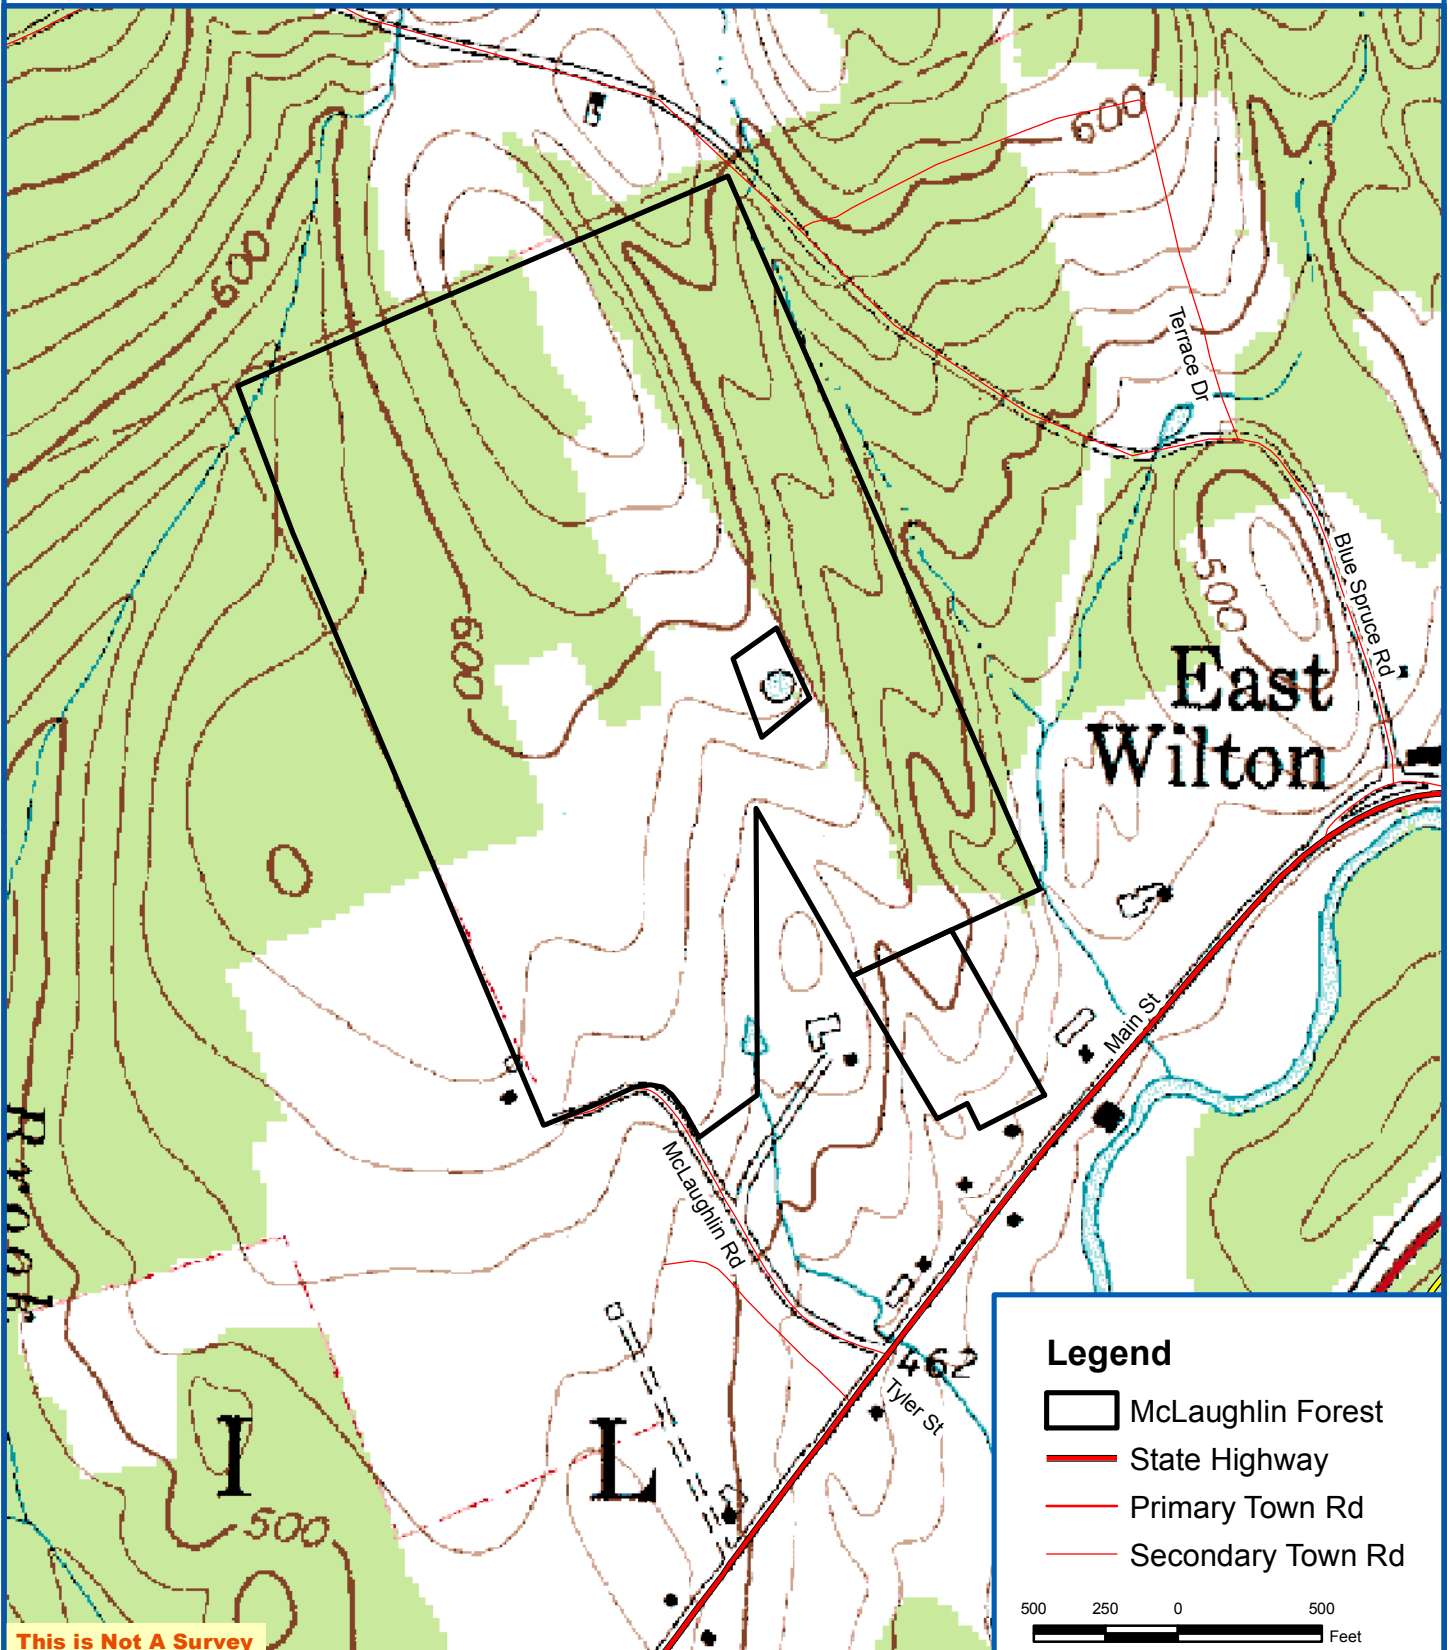 600
600
Terrace Dr
Blue Spruce Rd
500
600
East
Wilton
Main St
Brook
McLaughlin Rd
462
Tyler St
I
L
500
Legend
McLaughlin Forest
State Highway
Primary Town Rd
Secondary Town Rd
500 250 0 500
Feet
This is Not A Survey